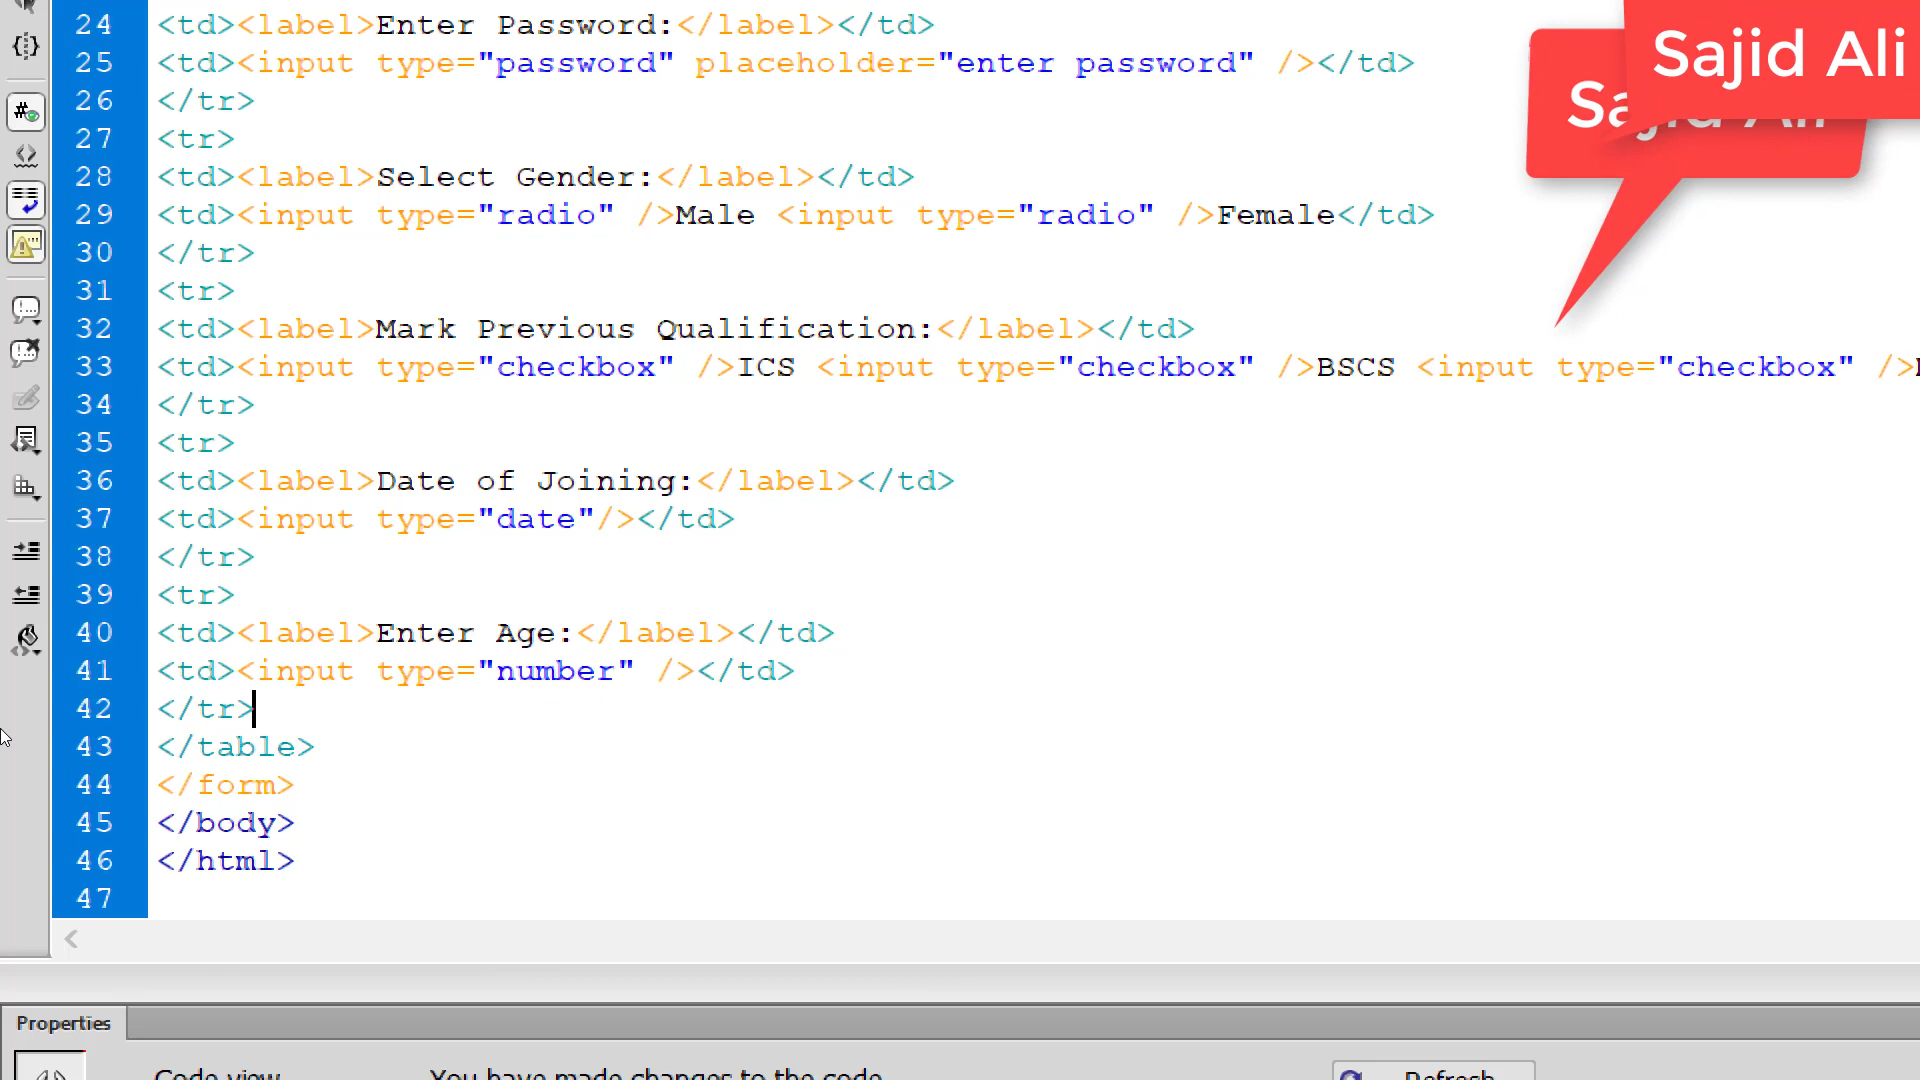 24 <td><label>Enter Password:</label></td>
25 <td><input type="password" placeholder="enter password" /></td>
26 </tr>
27 <tr>
28 <td><label>Select Gender:</label></td>
29 <td><input type="radio" />Male <input type="radio" />Female</td>
30 </tr>
31 <tr>
32 <td><label>Mark Previous Qualification:</label></td>
33 <td><input type="checkbox" />ICS <input type="checkbox" />BSCS <input type="checkbox" />
34 </tr>
35 <tr>
36 <td><label>Date of Joining:</label></td>
37 <td><input type="date"/></td>
38 </tr>
39 <tr>
40 <td><label>Enter Age:</label></td>
41 <td><input type="number" /></td>
42 </tr>
43 </table>
44 </form>
45 </body>
46 </html>
47
Sajid Ali
Sajid Ali
Properties
Code view
You have made changes to the code
Refresh